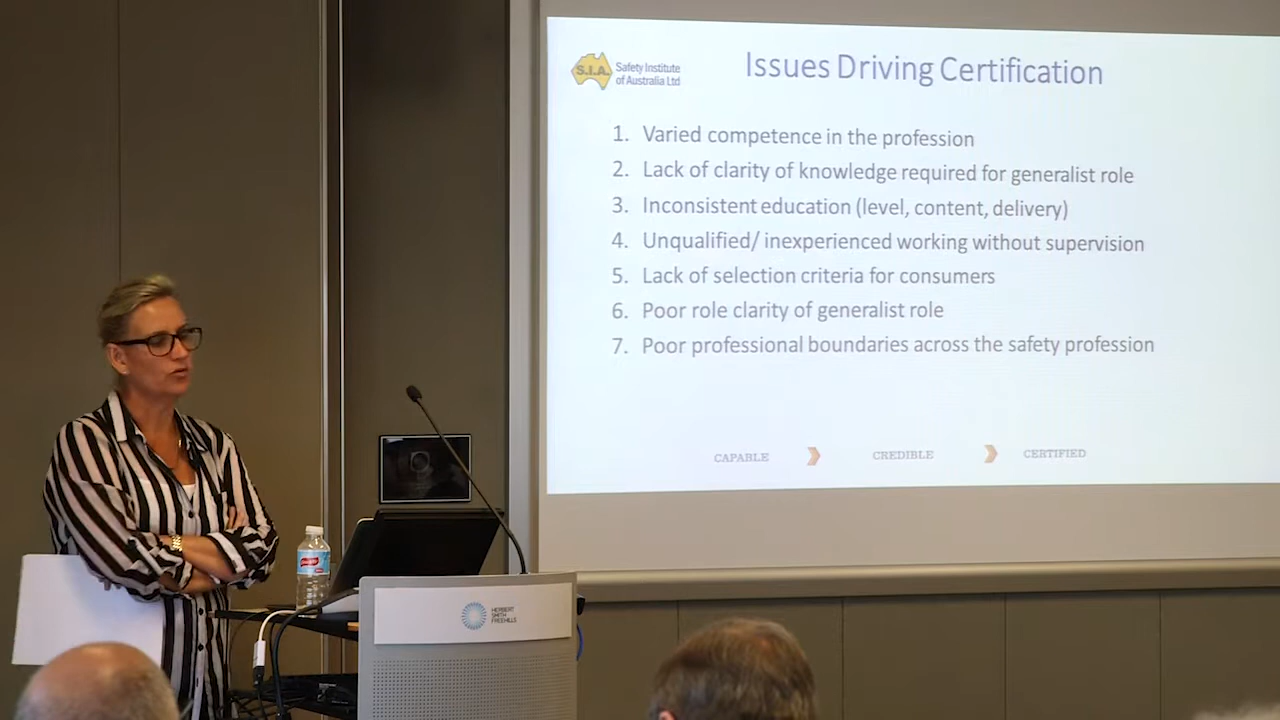 S.I.A.
Safety Institute
of Australia Ltd
Issues Driving Certification
1. Varied competence in the profession
2. Lack of clarity of knowledge required for generalist role
3. Inconsistent education (level, content, delivery)
4. Unqualified/ inexperienced working without supervision
5. Lack of selection criteria for consumers
6. Poor role clarity of generalist role
7. Poor professional boundaries across the safety profession
CAPABLE CREDIBLE CERTIFIED
HERBERT
SMITH
FREEHILLS